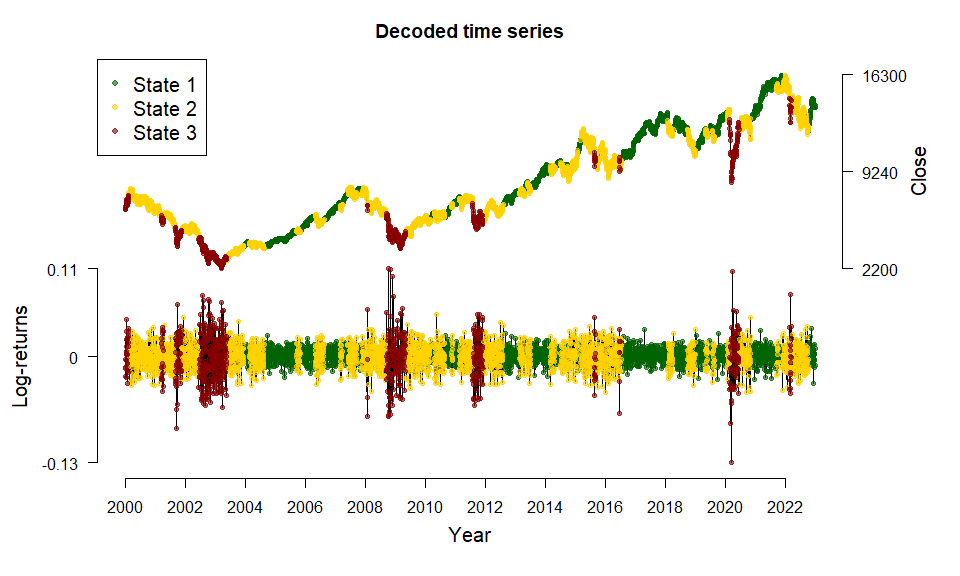 Decoded time series
State 1
State 2
State 3
16300
9240
2200
Close
0.11
0
-0.13
Log-returns
2000 2002 2004 2006 2008 2010 2012 2014 2016 2018 2020 2022
Year